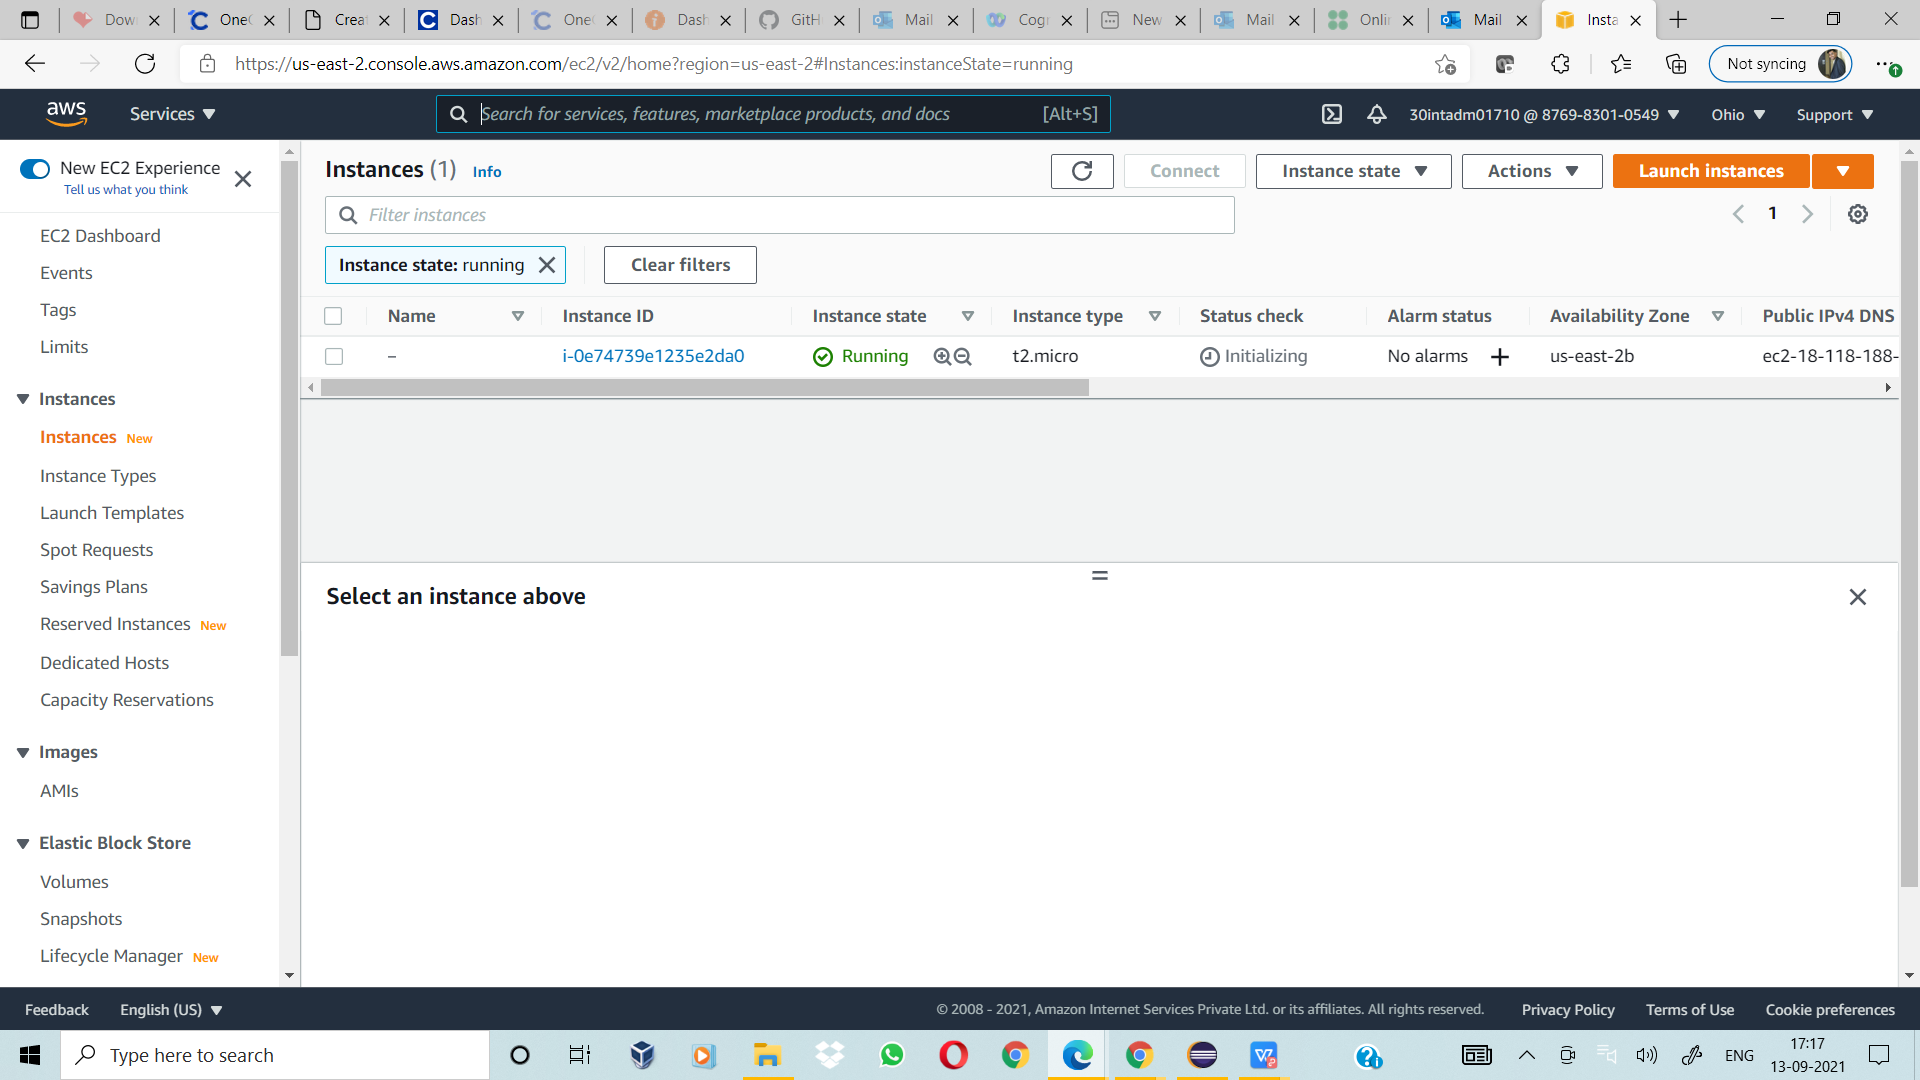 Down
OneC
Creat
Dash
OneC
Dash
GitH
Mail
Cogn
New
Mail
Onlin
Mail
Insta
https://us-east-2.console.aws.amazon.com/ec2/v2/home?region=us-east-2#Instances:instanceState=running
Not syncing
aws
Services
Search for services, features, marketplace products, and docs
[Alt+S]
30intadm01710 @ 8769-8301-0549
Ohio
Support
New EC2 Experience
Tell us what you think
EC2 Dashboard
Events
Tags
Limits
Instances
Instances New
Instance Types
Launch Templates
Spot Requests
Savings Plans
Reserved Instances New
Dedicated Hosts
Capacity Reservations
Images
AMIs
Elastic Block Store
Volumes
Snapshots
Lifecycle Manager New
Instances (1) Info
Connect
Instance state
Actions
Launch instances
Filter instances
1
Instance state: running
Clear filters
Name Instance ID Instance state Instance type Status check Alarm status Availability Zone Public IPv4 DNS
– i-0e74739e1235e2da0 Running t2.micro Initializing No alarms + us-east-2b ec2-18-118-188-
Select an instance above
Feedback
English (US)
© 2008 - 2021, Amazon Internet Services Private Ltd. or its affiliates. All rights reserved.
Privacy Policy
Terms of Use
Cookie preferences
Type here to search
ENG
17:17
13-09-2021